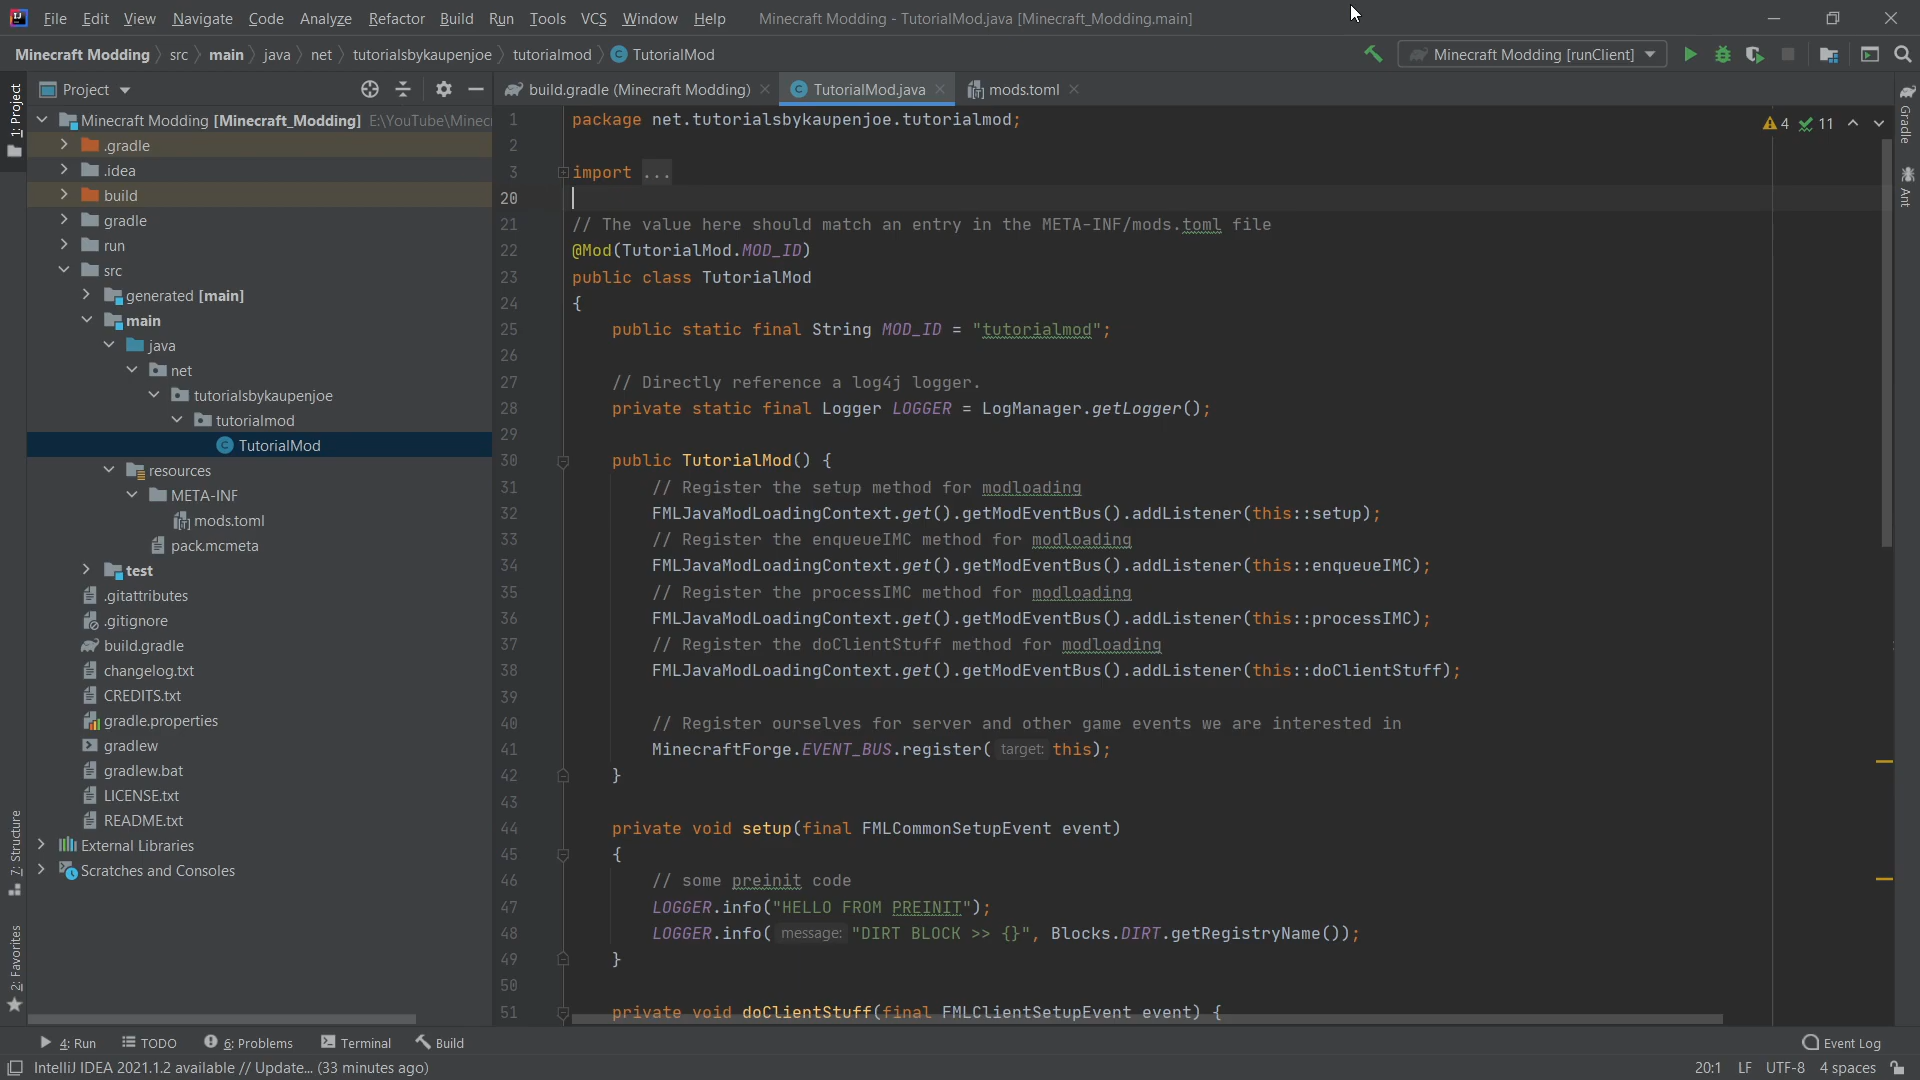 File Edit View Navigate Code Analyze Refactor Build Run Tools VCS Window Help Minecraft Modding - TutorialMod.java [Minecraft_Modding.main]
Minecraft Modding src main java net tutorialsbykaupenjoe tutorialmod TutorialMod
Minecraft Modding [runClient]
1: Project
7: Structure
2: Favorites
Project
Minecraft Modding [Minecraft_Modding] E:\YouTube\Minec
.gradle
.idea
build
gradle
run
src
generated [main]
main
java
net
tutorialsbykaupenjoe
tutorialmod
TutorialMod
resources
META-INF
mods.toml
pack.mcmeta
test
.gitattributes
.gitignore
build.gradle
changelog.txt
CREDITS.txt
gradle.properties
gradlew
gradlew.bat
LICENSE.txt
README.txt
External Libraries
Scratches and Consoles
build.gradle (Minecraft Modding) TutorialMod.java mods.toml
4 11
1 package net.tutorialsbykaupenjoe.tutorialmod;
2
3 import ...
20
21 // The value here should match an entry in the META-INF/mods.toml file
22 @Mod(TutorialMod.MOD_ID)
23 public class TutorialMod
24 {
25 public static final String MOD_ID = "tutorialmod";
26
27 // Directly reference a log4j logger.
28 private static final Logger LOGGER = LogManager.getLogger();
29
30 public TutorialMod() {
31 // Register the setup method for modloading
32 FMLJavaModLoadingContext.get().getModEventBus().addListener(this::setup);
33 // Register the enqueueIMC method for modloading
34 FMLJavaModLoadingContext.get().getModEventBus().addListener(this::enqueueIMC);
35 // Register the processIMC method for modloading
36 FMLJavaModLoadingContext.get().getModEventBus().addListener(this::processIMC);
37 // Register the doClientStuff method for modloading
38 FMLJavaModLoadingContext.get().getModEventBus().addListener(this::doClientStuff);
39
40 // Register ourselves for server and other game events we are interested in
41 MinecraftForge.EVENT_BUS.register( target: this);
42 }
43
44 private void setup(final FMLCommonSetupEvent event)
45 {
46 // some preinit code
47 LOGGER.info("HELLO FROM PREINIT");
48 LOGGER.info( message: "DIRT BLOCK >> {}", Blocks.DIRT.getRegistryName());
49 }
50
51 private void doClientStuff(final FMLClientSetupEvent event) {
Gradle
Ant
4: Run TODO 6: Problems Terminal Build Event Log
IntelliJ IDEA 2021.1.2 available // Update... (33 minutes ago) 20:1 LF UTF-8 4 spaces